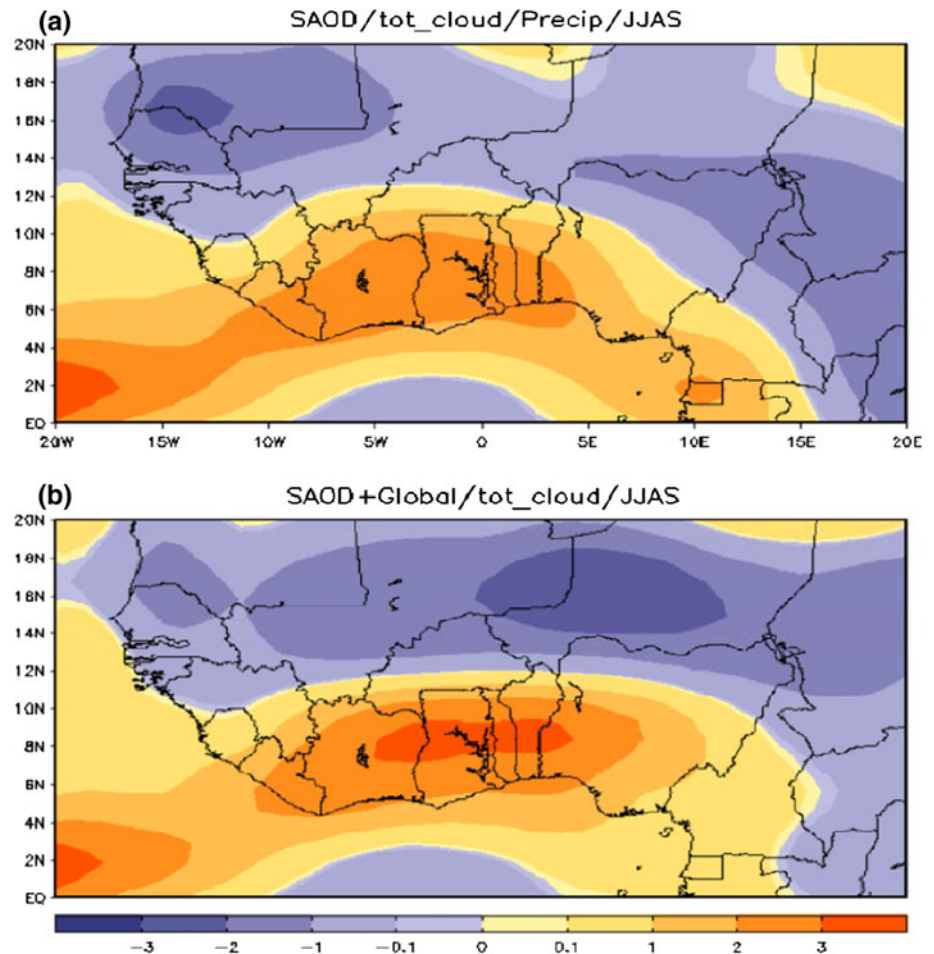 (a) SAOD/tot_cloud/Precip/JJAS
20N
18N
16N
14N
12N
10N
8N
6N
4N
2N
EQ
20W 15W 10W 5W 0 5E 10E 15E 20E
(b) SAOD+Global/tot_cloud/JJAS
20N
18N
16N
14N
12N
10N
8N
6N
4N
2N
EQ
-3 -2 -1 -0.1 0 0.1 1 2 3